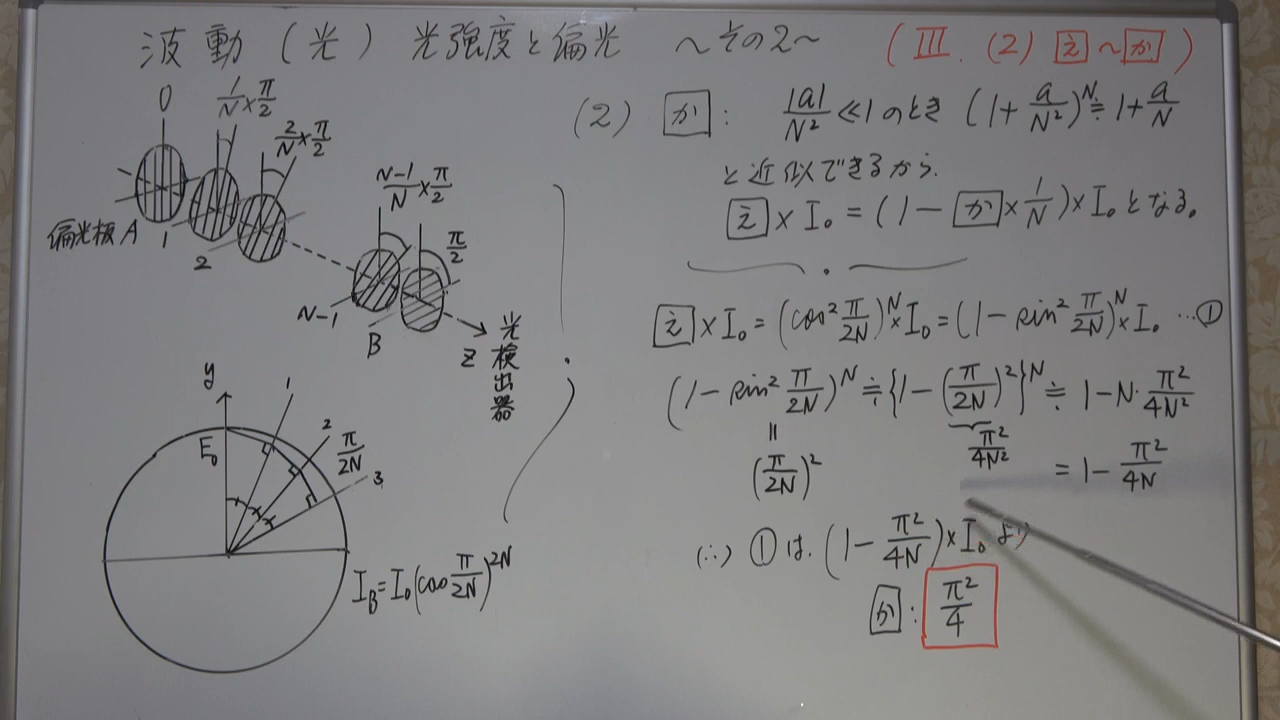 波動(光) 光強度と偏光 ～その2～ (III. (2) え～か)
0
1/N×π/2
2/N×π/2
N-1/N×π/2
π/2
偏光板A
1
2
N-1
B
Z
光検出器
y
E₀
1
2
3
π/2N
I_B=I₀(cos π/2N)^2N
(2) か: |a|/N² ≪1のとき (1+a/N²)^N≒1+a/N
と近似できるから.
え×I₀=(1-か×1/N)×I₀となる。
え×I₀=(cos² π/2N)^N×I₀=(1-sin² π/2N)^N×I₀ …①
(1-sin² π/2N)^N≒{1-(π/2N)²}^N≒1-N·π²/4N²
=
(π/2N)²
π²/4N²
=1-π²/4N
(∴) ①は.(1-π²/4N)×I₀より
か: π²/4